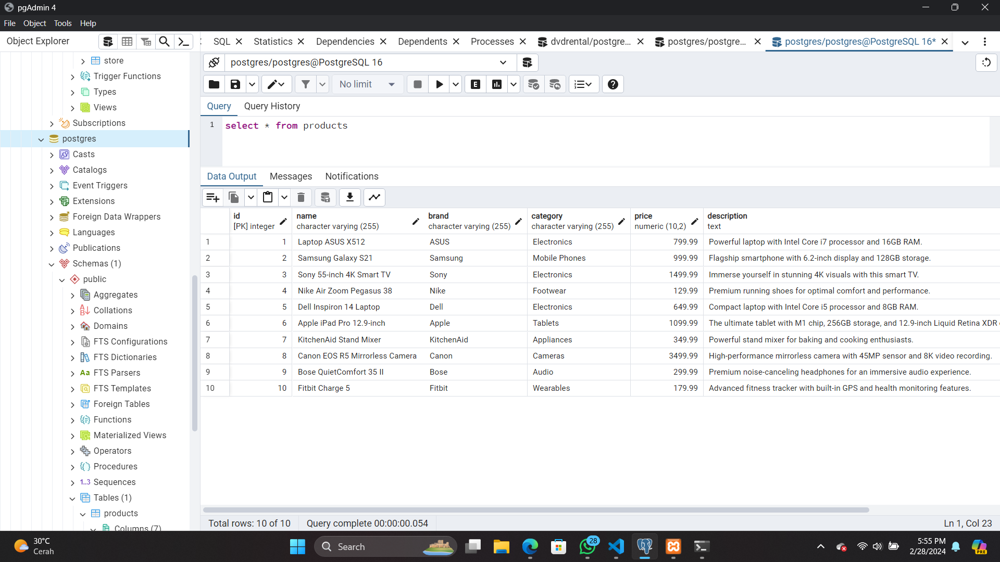 pgAdmin 4
File Object Tools Help
Object Explorer
SQL Statistics Dependencies Dependents Processes dvdrental/postgre... postgres/postgre... postgres/postgres@PostgreSQL 16*
store
Trigger Functions
Types
Views
Subscriptions
postgres
Casts
Catalogs
Event Triggers
Extensions
Foreign Data Wrappers
Languages
Publications
Schemas (1)
public
Aggregates
Collations
Domains
FTS Configurations
FTS Dictionaries
Aa FTS Parsers
FTS Templates
Foreign Tables
Functions
Materialized Views
Operators
Procedures
1..3 Sequences
Tables (1)
products
Columns (7)
postgres/postgres@PostgreSQL 16
No limit
E
Query Query History
1 select * from products
Data Output Messages Notifications
id name brand category price description
[PK] integer character varying (255) character varying (255) character varying (255) numeric (10,2) text
1 1 Laptop ASUS X512 ASUS Electronics 799.99 Powerful laptop with Intel Core i7 processor and 16GB RAM.
2 2 Samsung Galaxy S21 Samsung Mobile Phones 999.99 Flagship smartphone with 6.2-inch display and 128GB storage.
3 3 Sony 55-inch 4K Smart TV Sony Electronics 1499.99 Immerse yourself in stunning 4K visuals with this smart TV.
4 4 Nike Air Zoom Pegasus 38 Nike Footwear 129.99 Premium running shoes for optimal comfort and performance.
5 5 Dell Inspiron 14 Laptop Dell Electronics 649.99 Compact laptop with Intel Core i5 processor and 8GB RAM.
6 6 Apple iPad Pro 12.9-inch Apple Tablets 1099.99 The ultimate tablet with M1 chip, 256GB storage, and 12.9-inch Liquid Retina XDR
7 7 KitchenAid Stand Mixer KitchenAid Appliances 349.99 Powerful stand mixer for baking and cooking enthusiasts.
8 8 Canon EOS R5 Mirrorless Camera Canon Cameras 3499.99 High-performance mirrorless camera with 45MP sensor and 8K video recording.
9 9 Bose QuietComfort 35 II Bose Audio 299.99 Premium noise-canceling headphones for an immersive audio experience.
10 10 Fitbit Charge 5 Fitbit Wearables 179.99 Advanced fitness tracker with built-in GPS and health monitoring features.
Total rows: 10 of 10 Query complete 00:00:00.054 Ln 1, Col 23
30°C
Cerah
Search
28
5:55 PM
2/28/2024
PRE